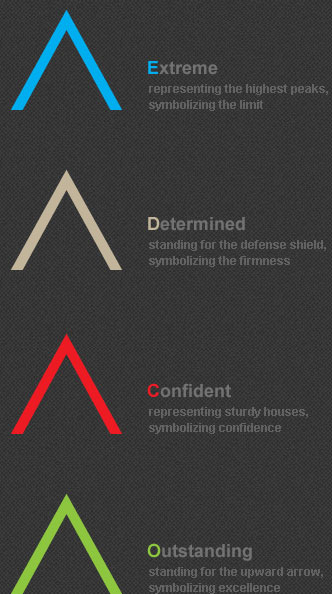 Extreme
representing the highest peaks,
symbolizing the limit
Determined
standing for the defense shield,
symbolizing the firmness
Confident
representing sturdy houses,
symbolizing confidence
Outstanding
standing for the upward arrow,
symbolizing excellence